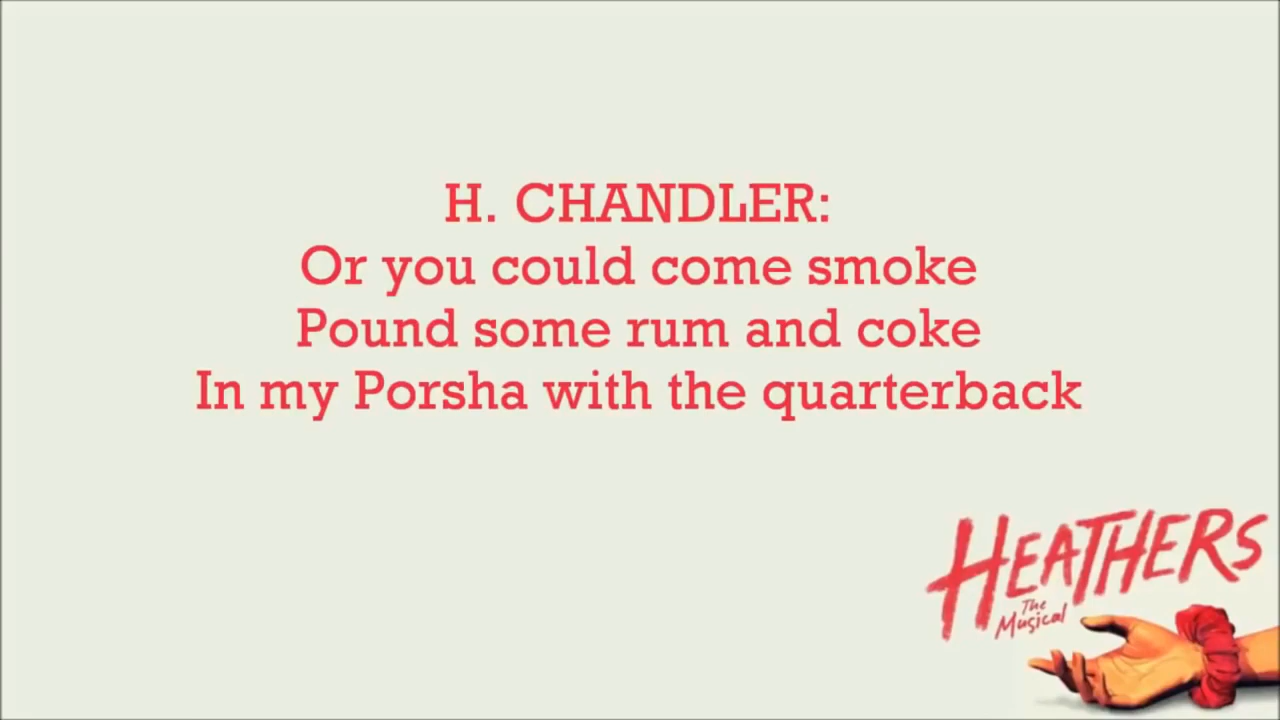 H. CHANDLER:
Or you could come smoke
Pound some rum and coke
In my Porsha with the quarterback
HEATHERS
The
Musical